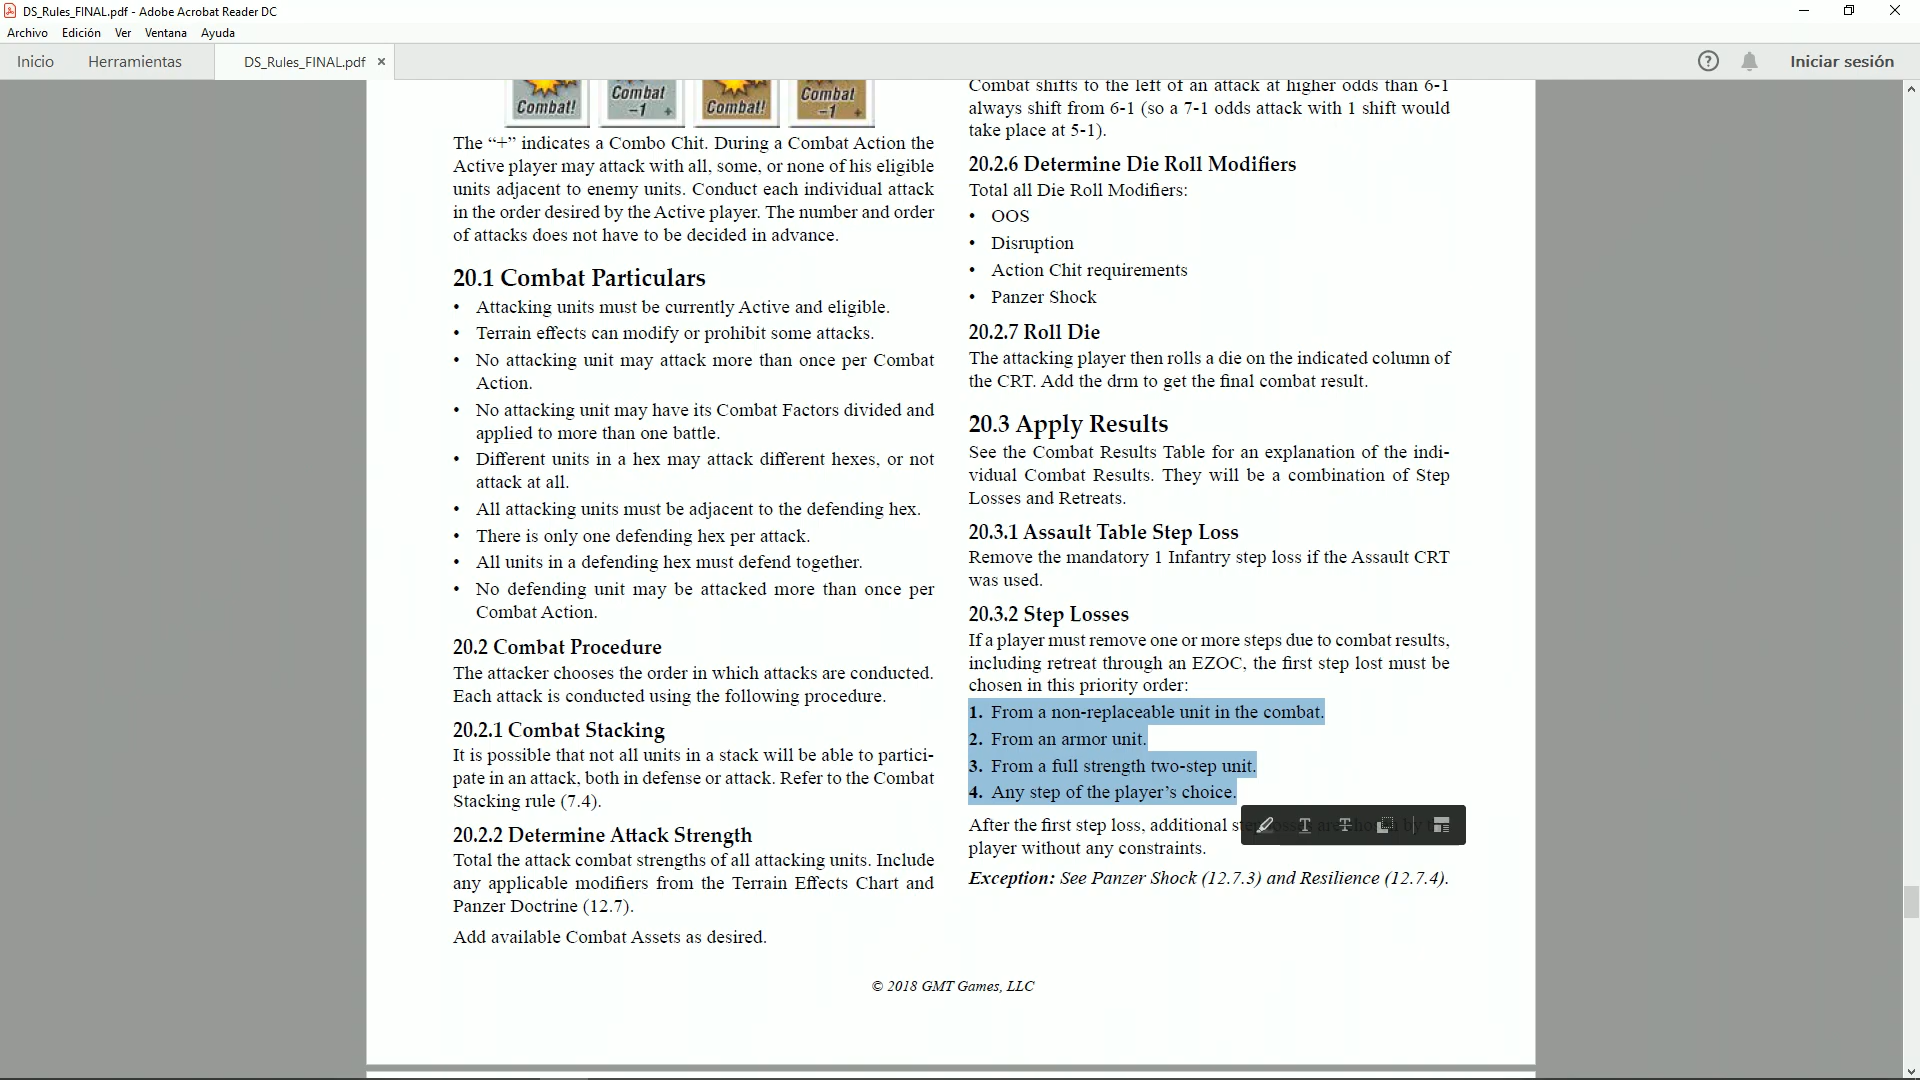 DS_Rules_FINAL.pdf - Adobe Acrobat Reader DC
Archivo Edición Ver Ventana Ayuda
Inicio Herramientas DS_Rules_FINAL.pdf × Iniciar sesión
Combat! Combat -1 + Combat! Combat -1 +
The “+” indicates a Combo Chit. During a Combat Action the
Active player may attack with all, some, or none of his eligible
units adjacent to enemy units. Conduct each individual attack
in the order desired by the Active player. The number and order
of attacks does not have to be decided in advance.
20.1 Combat Particulars
• Attacking units must be currently Active and eligible.
• Terrain effects can modify or prohibit some attacks.
• No attacking unit may attack more than once per Combat
Action.
• No attacking unit may have its Combat Factors divided and
applied to more than one battle.
• Different units in a hex may attack different hexes, or not
attack at all.
• All attacking units must be adjacent to the defending hex.
• There is only one defending hex per attack.
• All units in a defending hex must defend together.
• No defending unit may be attacked more than once per
Combat Action.
20.2 Combat Procedure
The attacker chooses the order in which attacks are conducted.
Each attack is conducted using the following procedure.
20.2.1 Combat Stacking
It is possible that not all units in a stack will be able to partici-
pate in an attack, both in defense or attack. Refer to the Combat
Stacking rule (7.4).
20.2.2 Determine Attack Strength
Total the attack combat strengths of all attacking units. Include
any applicable modifiers from the Terrain Effects Chart and
Panzer Doctrine (12.7).
Add available Combat Assets as desired.
Combat shifts to the left of an attack at higher odds than 6-1
always shift from 6-1 (so a 7-1 odds attack with 1 shift would
take place at 5-1).
20.2.6 Determine Die Roll Modifiers
Total all Die Roll Modifiers:
• OOS
• Disruption
• Action Chit requirements
• Panzer Shock
20.2.7 Roll Die
The attacking player then rolls a die on the indicated column of
the CRT. Add the drm to get the final combat result.
20.3 Apply Results
See the Combat Results Table for an explanation of the indi-
vidual Combat Results. They will be a combination of Step
Losses and Retreats.
20.3.1 Assault Table Step Loss
Remove the mandatory 1 Infantry step loss if the Assault CRT
was used.
20.3.2 Step Losses
If a player must remove one or more steps due to combat results,
including retreat through an EZOC, the first step lost must be
chosen in this priority order:
1. From a non-replaceable unit in the combat.
2. From an armor unit.
3. From a full strength two-step unit.
4. Any step of the player’s choice.
After the first step loss, additional
player without any constraints.
Exception: See Panzer Shock (12.7.3) and Resilience (12.7.4).
© 2018 GMT Games, LLC